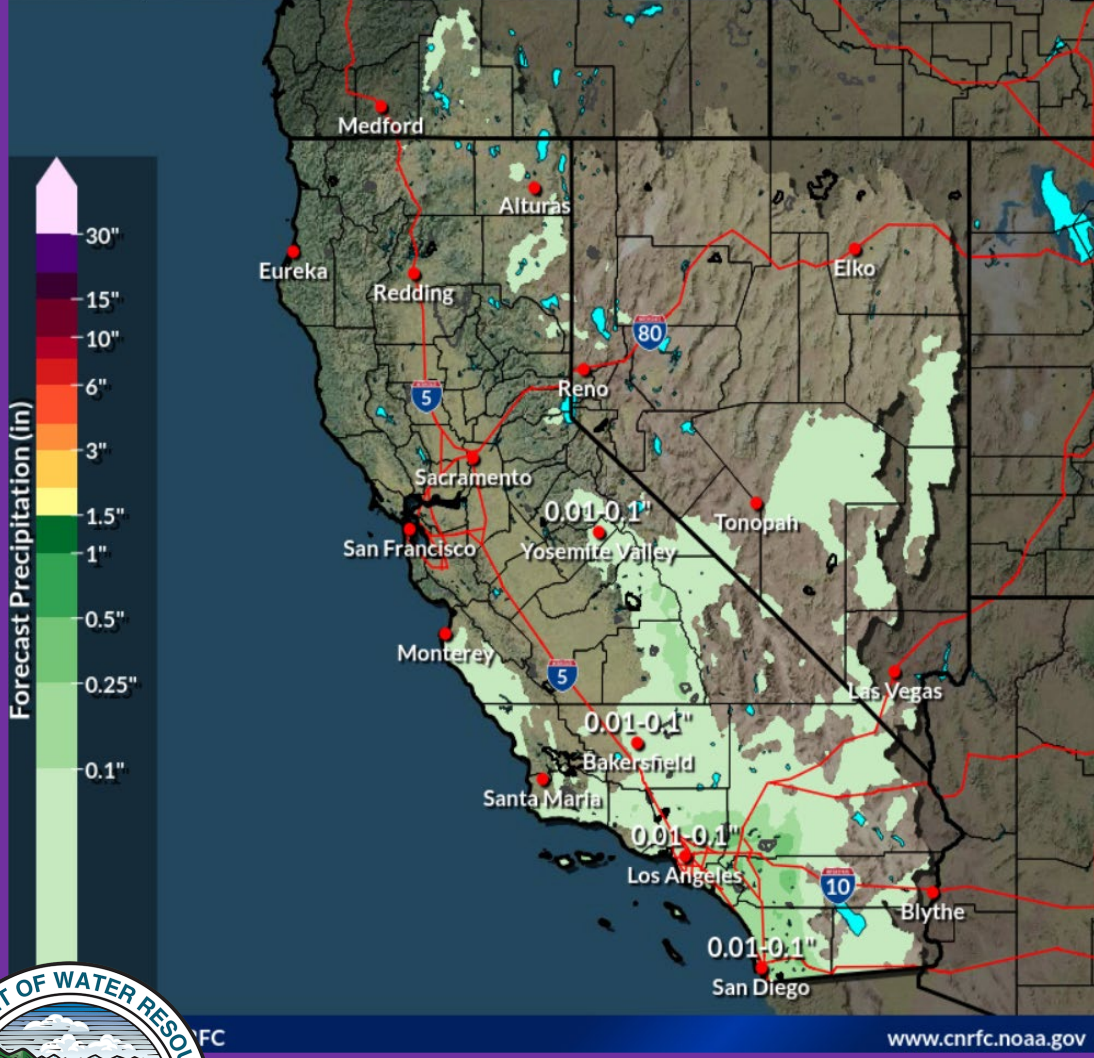 Medford
Alturas
Eureka
Redding
Elko
80
Reno
5
Sacramento
0.01-0.1"
Tonopah
San Francisco
Yosemite Valley
Monterey
5
Las Vegas
0.01-0.1"
Bakersfield
Santa Maria
0.01-0.1"
Los Angeles
10
Blythe
0.01-0.1"
San Diego
Forecast Precipitation (in)
30"
15"
10"
6"
3"
1.5"
1"
0.5"
0.25"
0.1"
OF WATER
FC
www.cnrfc.noaa.gov